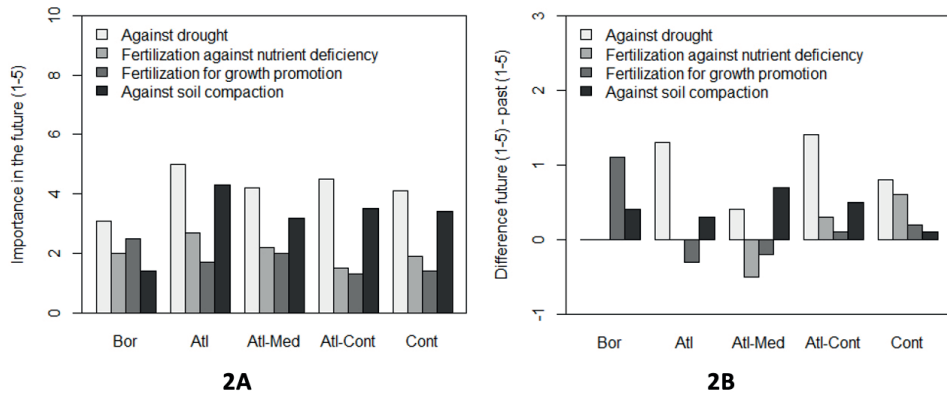 Importance in the future (1-5)
10
8
6
4
2
0
Against drought
Fertilization against nutrient deficiency
Fertilization for growth promotion
Against soil compaction
Bor
Atl
Atl-Med
Atl-Cont
Cont
2A
Difference future (1-5) - past (1-5)
3
2
1
0
-1
Against drought
Fertilization against nutrient deficiency
Fertilization for growth promotion
Against soil compaction
Bor
Atl
Atl-Med
Atl-Cont
Cont
2B